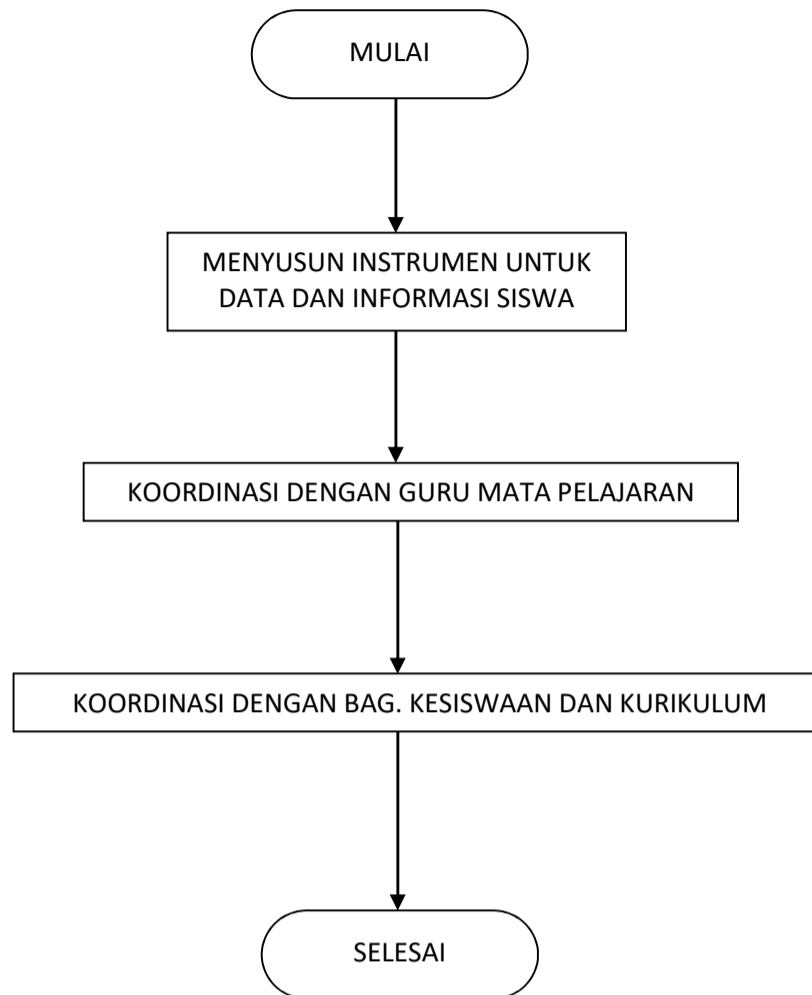 MULAI
MENYUSUN INSTRUMEN UNTUK
DATA DAN INFORMASI SISWA
KOORDINASI DENGAN GURU MATA PELAJARAN
KOORDINASI DENGAN BAG. KESISWAAN DAN KURIKULUM
SELESAI